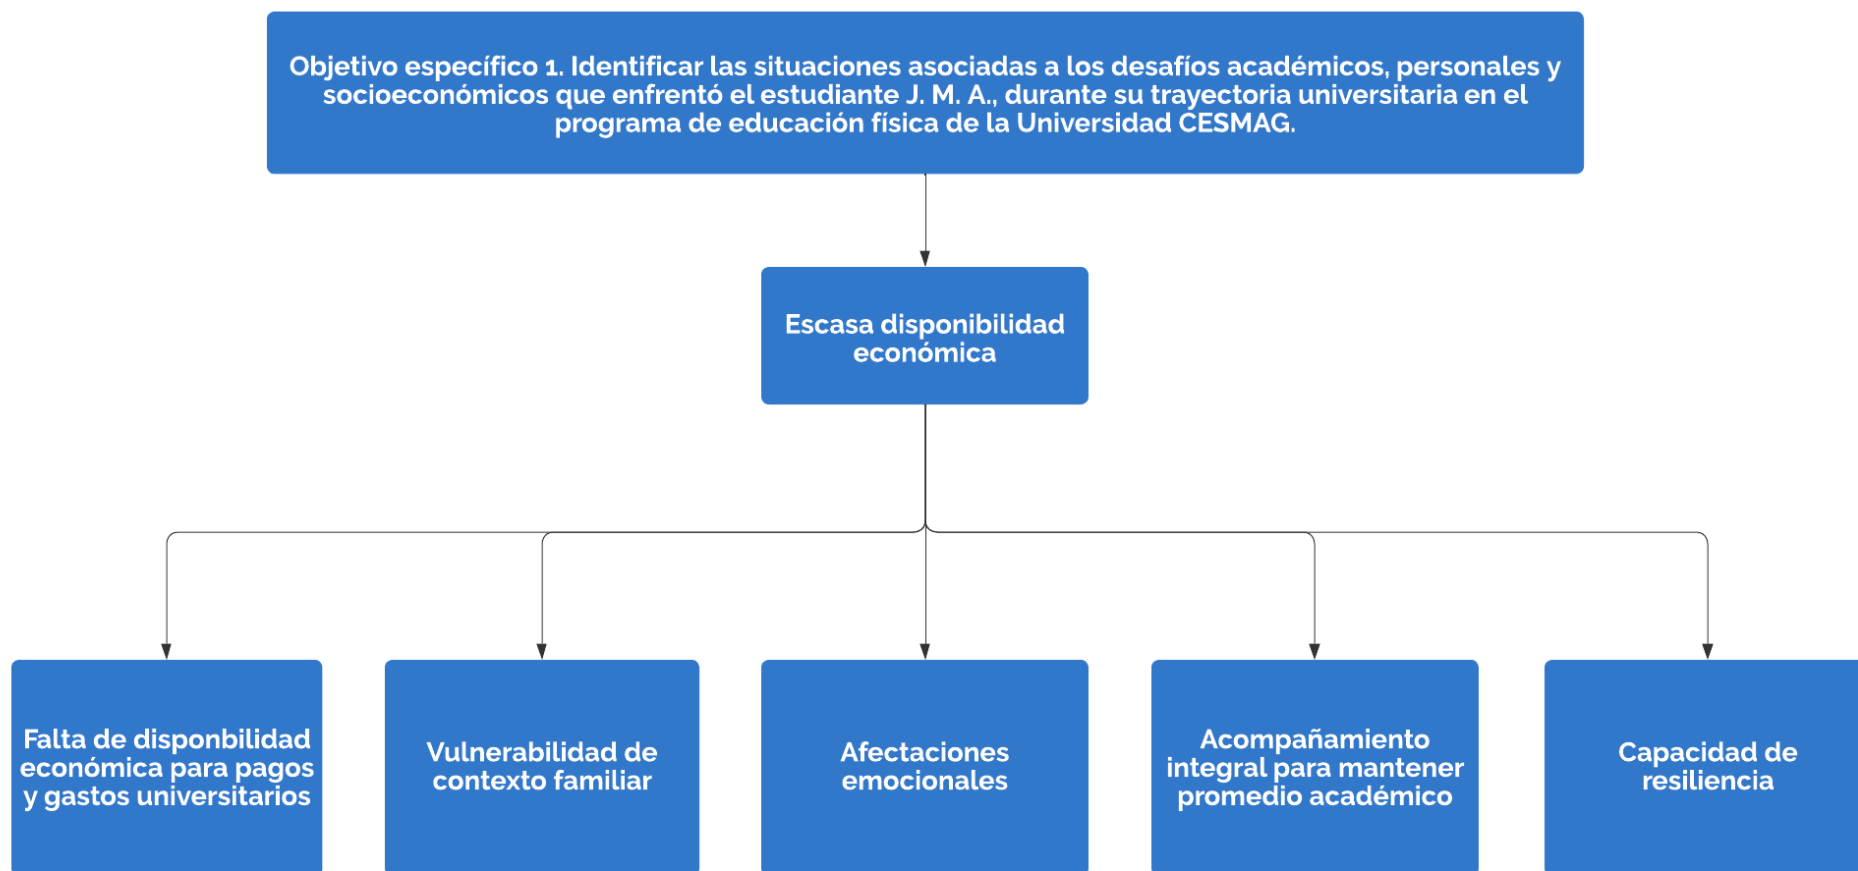 Objetivo específico 1. Identificar las situaciones asociadas a los desafíos académicos, personales y
socioeconómicos que enfrentó el estudiante J. M. A., durante su trayectoria universitaria en el
programa de educación física de la Universidad CESMAG.
Escasa disponibilidad
económica
Falta de disponbilidad
económica para pagos
y gastos universitarios
Vulnerabilidad de
contexto familiar
Afectaciones
emocionales
Acompañamiento
integral para mantener
promedio académico
Capacidad de
resiliencia